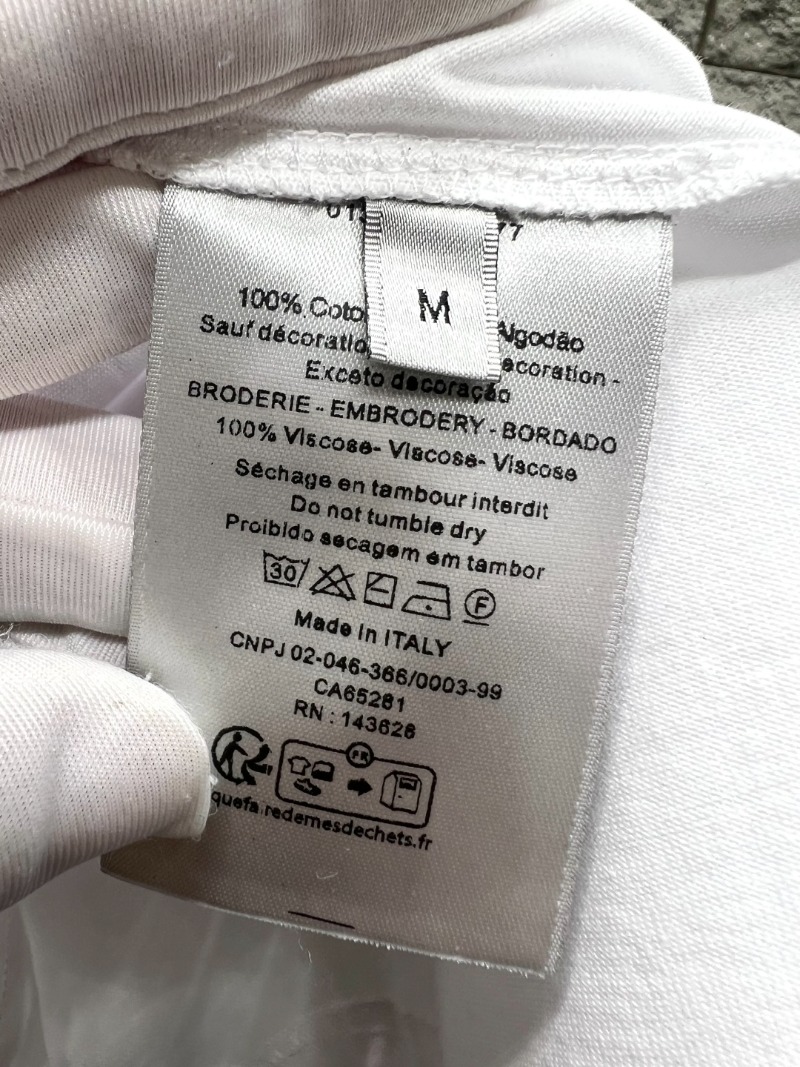 M
100% Coto Algodão
Sauf décoratio ecoration -
Exceto decoração
BRODERIE - EMBRODERY - BORDADO
100% Viscose- Viscose- Viscose
Séchage en tambour interdit
Do not tumble dry
Proibido secagem em tambor
30
F
Made in ITALY
CNPJ 02-046-366/0003-99
CA65281
RN : 143626
FR
quefairedemesdechets.fr